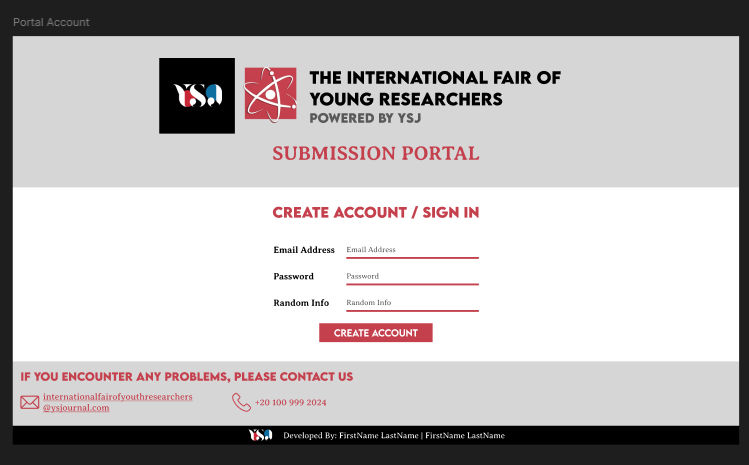 Portal Account
YSJ
THE INTERNATIONAL FAIR OF
YOUNG RESEARCHERS
POWERED BY YSJ
SUBMISSION PORTAL
CREATE ACCOUNT / SIGN IN
Email Address Email Address
Password Password
Random Info Random Info
CREATE ACCOUNT
IF YOU ENCOUNTER ANY PROBLEMS, PLEASE CONTACT US
internationalfairofyouthresearchers
@ysjournal.com
+20 100 999 2024
YSJ Developed By: FirstName LastName | FirstName LastName